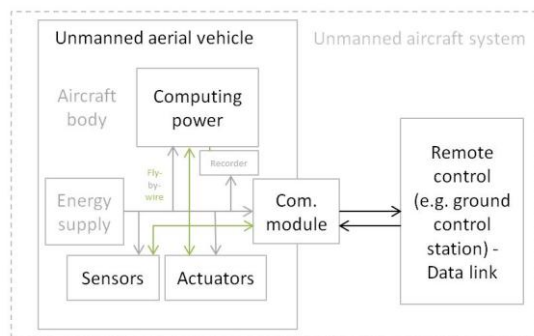 Unmanned aerial vehicle
Unmanned aircraft system
Aircraft
body
Computing
power
Fly-
by-
wire
Recorder
Energy
supply
Com.
module
Sensors
Actuators
Remote
control
(e.g. ground
control
station) -
Data link